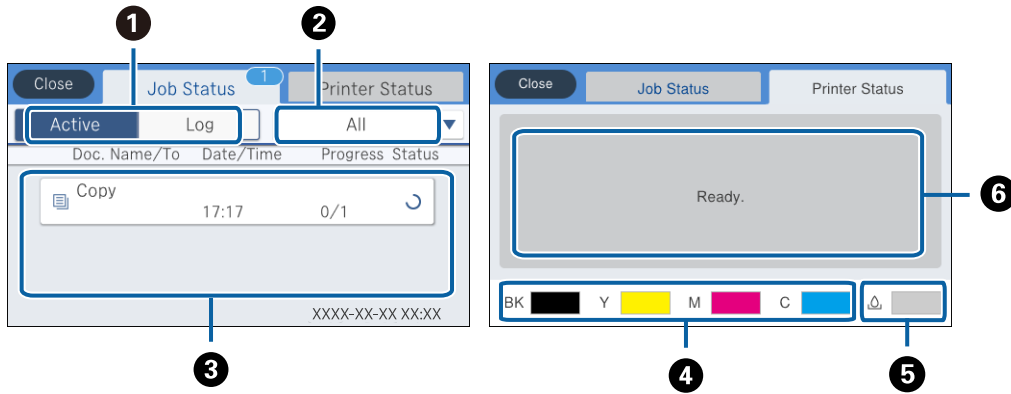 1 2
Close Job Status 1 Printer Status
Active Log All
Doc. Name/To Date/Time Progress Status
Copy
17:17 0/1
XXXX-XX-XX XX:XX
3
Close Job Status Printer Status
Ready.
6
BK Y M C
4 5